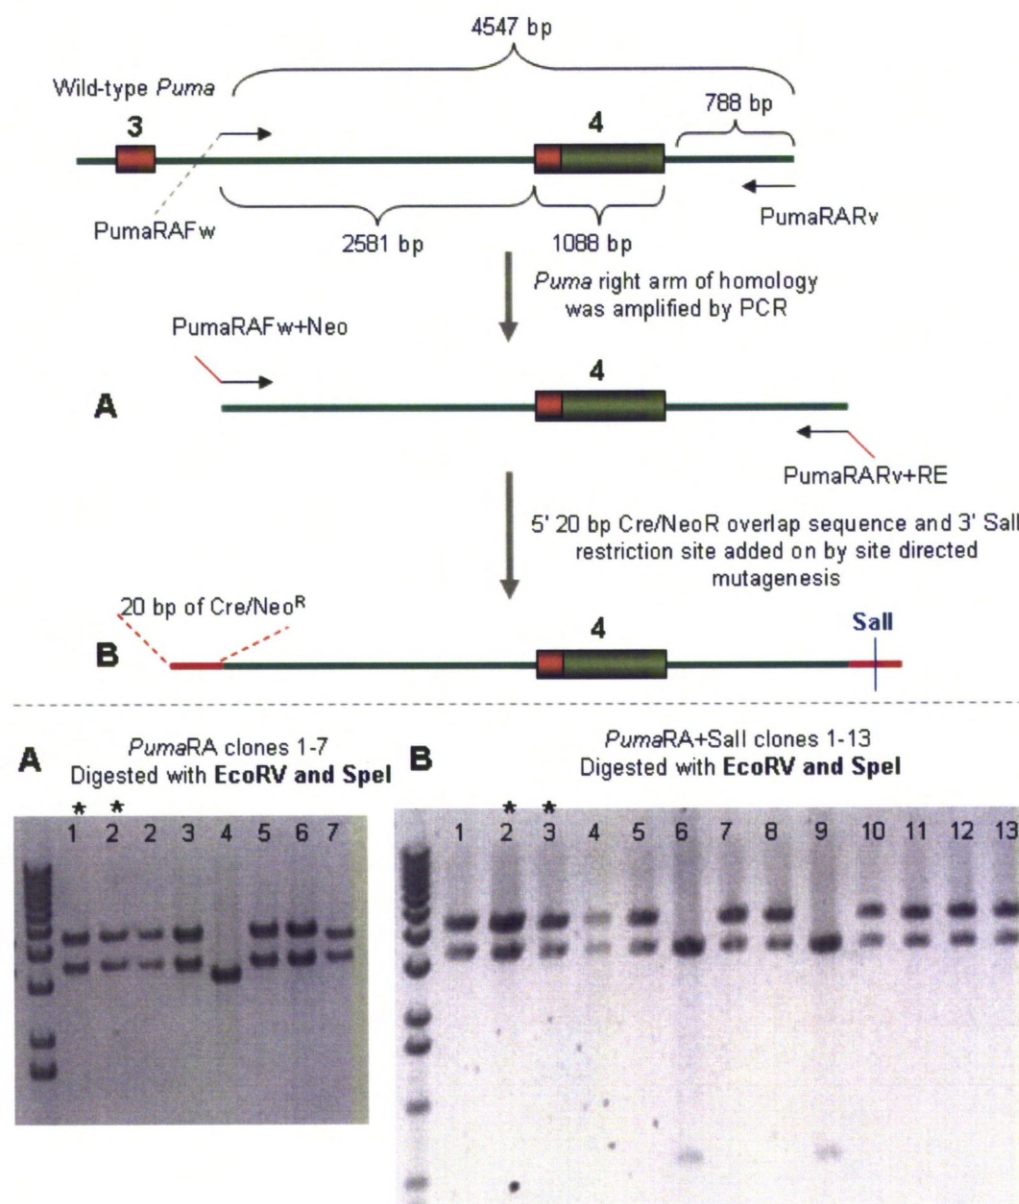 4547 bp
Wild-type Puma
788 bp
3
4
PumaRAFw
PumaRARv
2581 bp
1088 bp
Puma right arm of homology
was amplified by PCR
PumaRAFw+Neo
4
A
PumaRARv+RE
5' 20 bp Cre/NeoR overlap sequence and 3' SalI
restriction site added on by site directed
mutagenesis
20 bp of Cre/NeoR
4
SalI
B
A
PumaRA clones 1-7
Digested with EcoRV and SpeI
* *
1 2 2 3 4 5 6 7
B
PumaRA+SalI clones 1-13
Digested with EcoRV and SpeI
* *
1 2 3 4 5 6 7 8 9 10 11 12 13